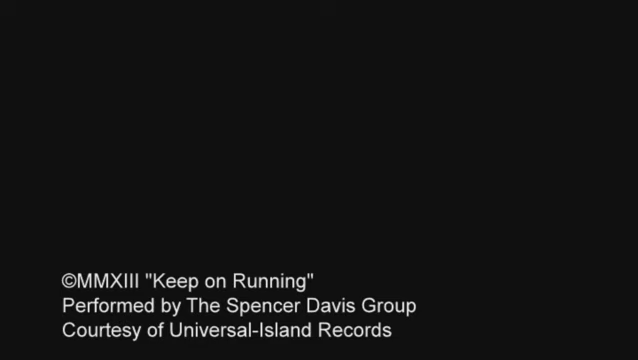 ©MMXIII "Keep on Running"
Performed by The Spencer Davis Group
Courtesy of Universal-Island Records